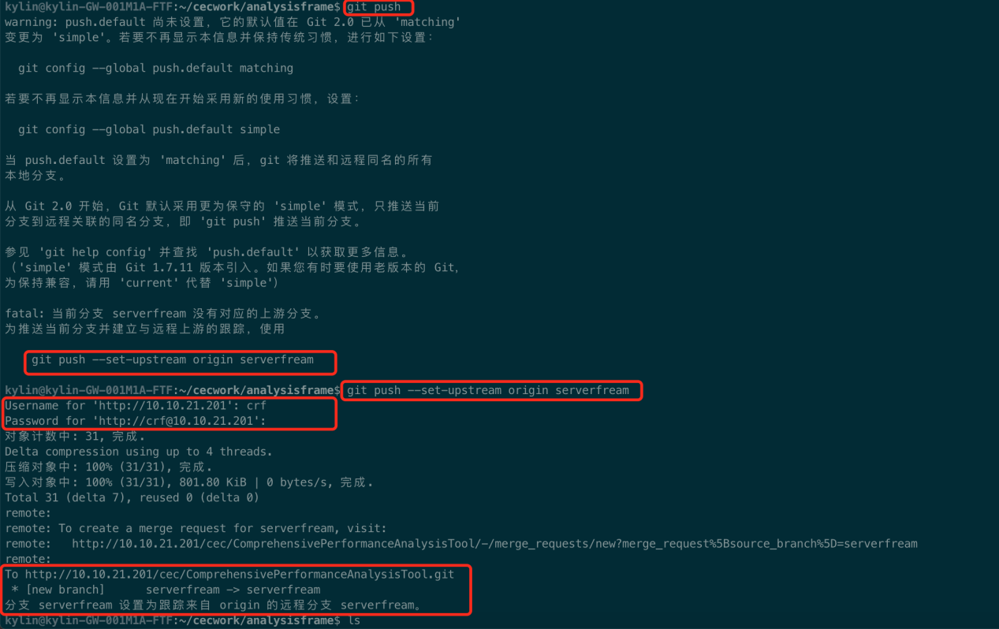 kylin@kylin-GW-001M1A-FTF:~/cecwork/analysisframe$ git push
warning: push.default 尚未设置，它的默认值在 Git 2.0 已从 'matching'
变更为 'simple'。若要不再显示本信息并保持传统习惯，进行如下设置：
git config --global push.default matching
若要不再显示本信息并从现在开始采用新的使用习惯，设置：
git config --global push.default simple
当 push.default 设置为 'matching' 后，git 将推送和远程同名的所有
本地分支。
从 Git 2.0 开始，Git 默认采用更为保守的 'simple' 模式，只推送当前
分支到远程关联的同名分支，即 'git push' 推送当前分支。
参见 'git help config' 并查找 'push.default' 以获取更多信息。
（'simple' 模式由 Git 1.7.11 版本引入。如果您有时要使用老版本的 Git，
为保持兼容，请用 'current' 代替 'simple'）
fatal: 当前分支 serverfream 没有对应的上游分支。
为推送当前分支并建立与远程上游的跟踪，使用
git push --set-upstream origin serverfream
kylin@kylin-GW-001M1A-FTF:~/cecwork/analysisframe$ git push --set-upstream origin serverfream
Username for 'http://10.10.21.201': crf
Password for 'http://crf@10.10.21.201':
对象计数中: 31, 完成.
Delta compression using up to 4 threads.
压缩对象中: 100% (31/31), 完成.
写入对象中: 100% (31/31), 801.80 KiB | 0 bytes/s, 完成.
Total 31 (delta 7), reused 0 (delta 0)
remote:
remote: To create a merge request for serverfream, visit:
remote:   http://10.10.21.201/cec/ComprehensivePerformanceAnalysisTool/-/merge_requests/new?merge_request%5Bsource_branch%5D=serverfream
remote:
To http://10.10.21.201/cec/ComprehensivePerformanceAnalysisTool.git
* [new branch]      serverfream -> serverfream
分支 serverfream 设置为跟踪来自 origin 的远程分支 serverfream。
kylin@kylin-GW-001M1A-FTF:~/cecwork/analysisframe$ ls